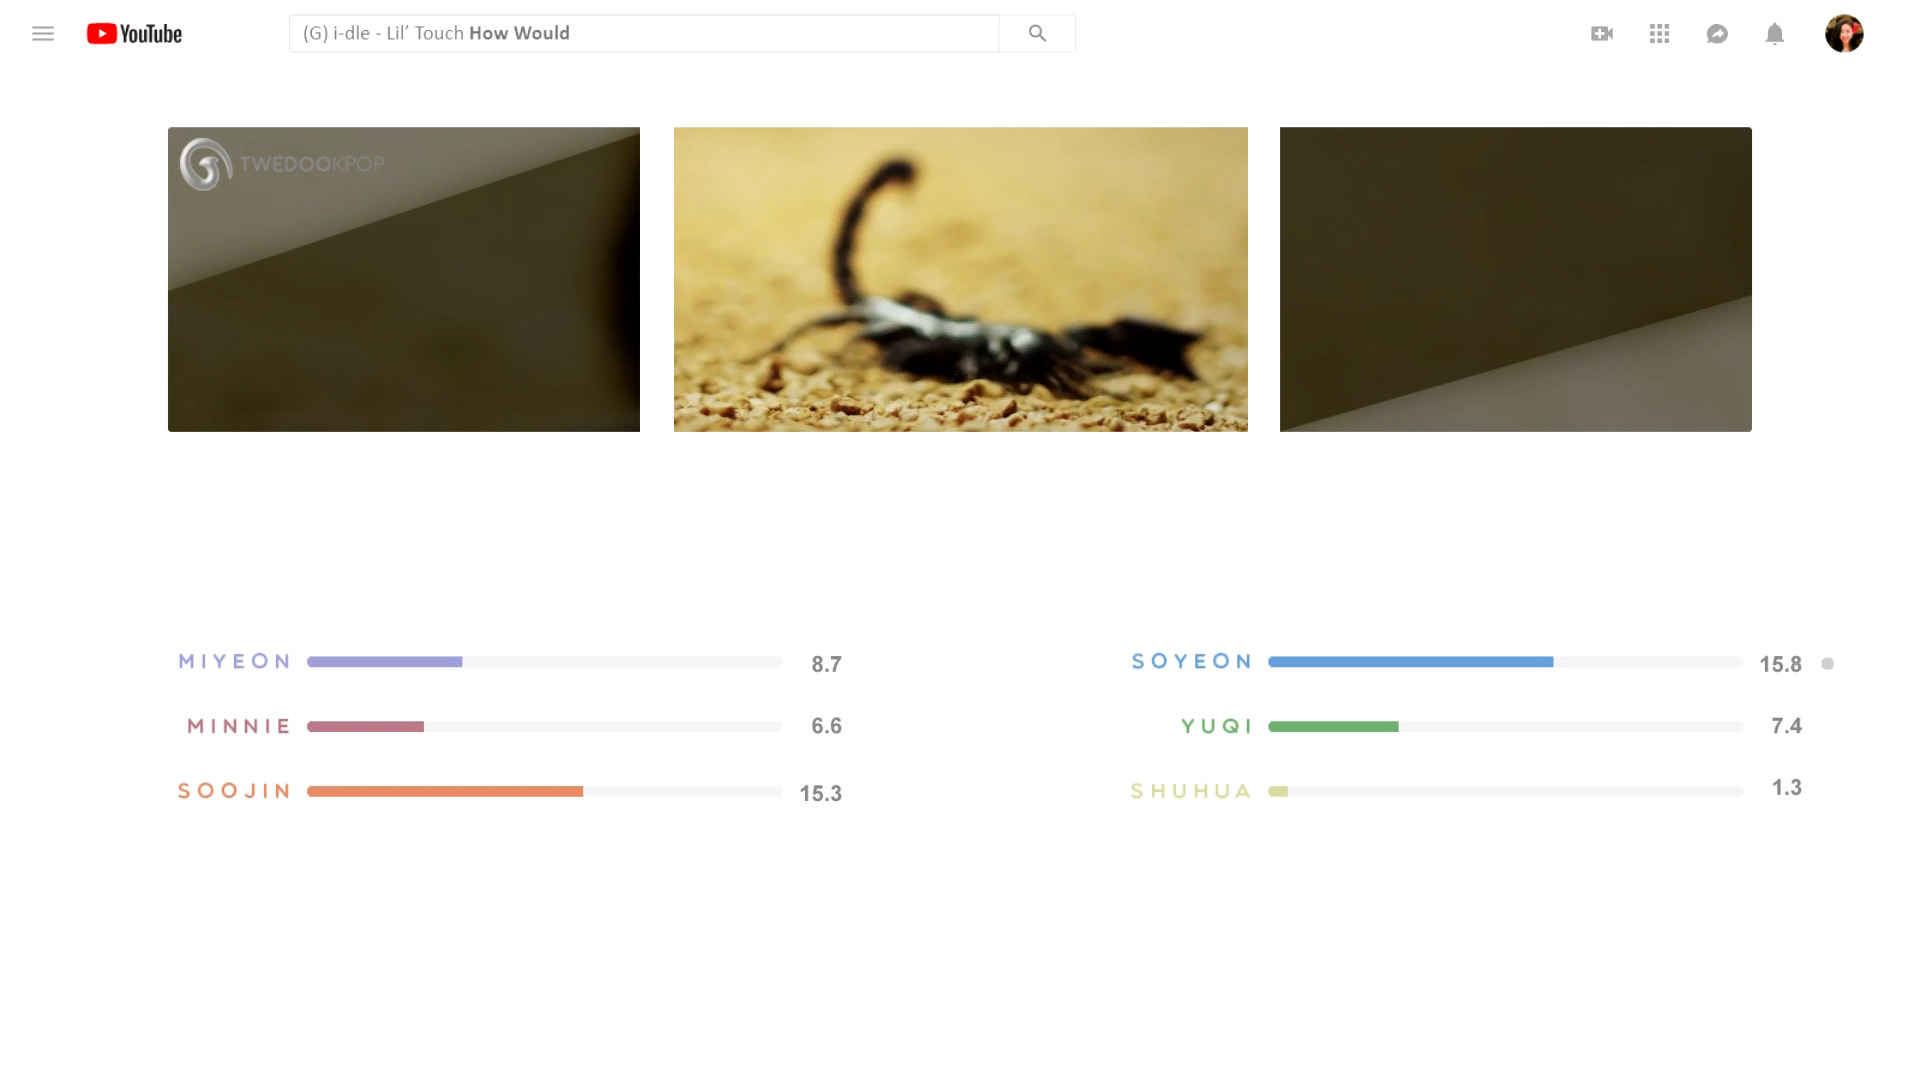 YouTube
(G) i-dle - Lil’ Touch How Would
TWEDOOKPOP
MIYEON 8.7
MINNIE 6.6
SOOJIN 15.3
SOYEON 15.8
YUQI 7.4
SHUHUA 1.3